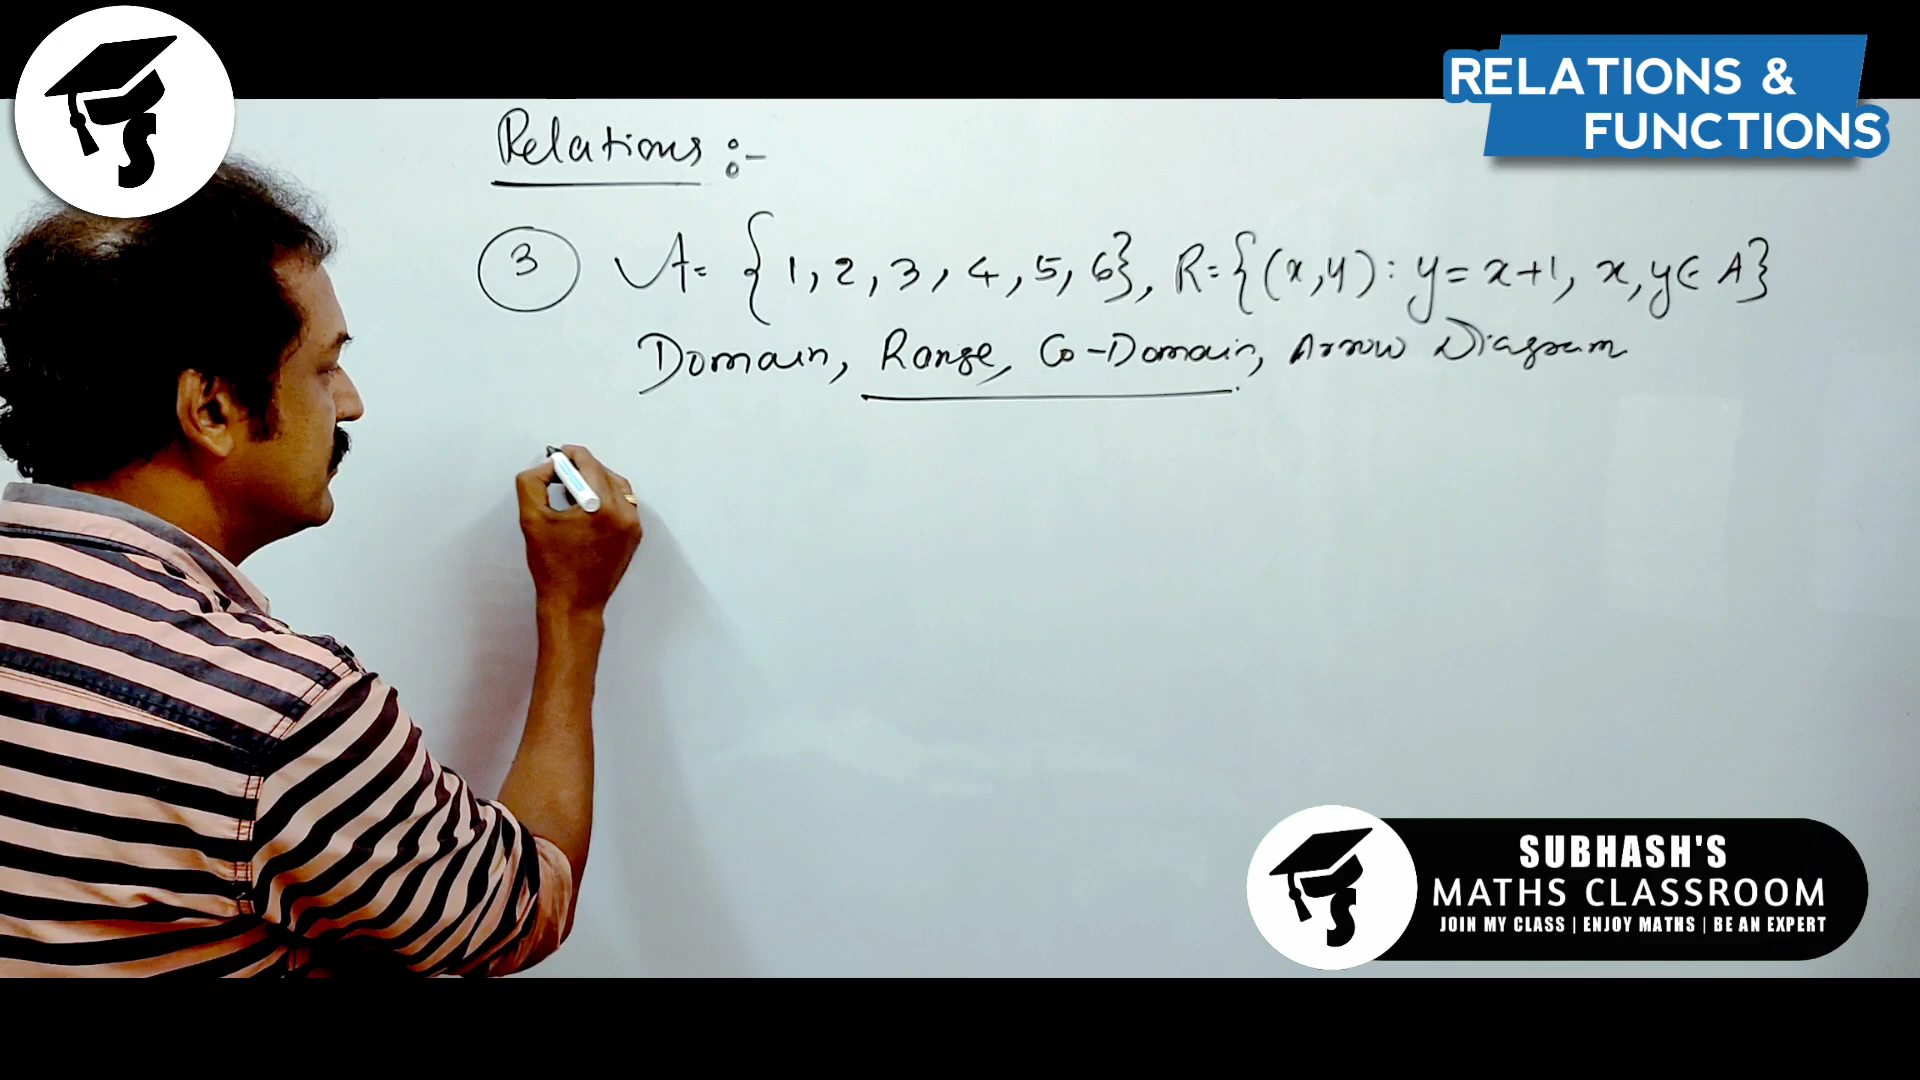 RELATIONS &
FUNCTIONS
Relations :-
3 A = {1, 2, 3, 4, 5, 6}, R = {(x, y) : y = x+1, x, y ∈ A}
Domain, Range, Co-Domain, Arrow Diagram
SUBHASH'S
MATHS CLASSROOM
JOIN MY CLASS | ENJOY MATHS | BE AN EXPERT